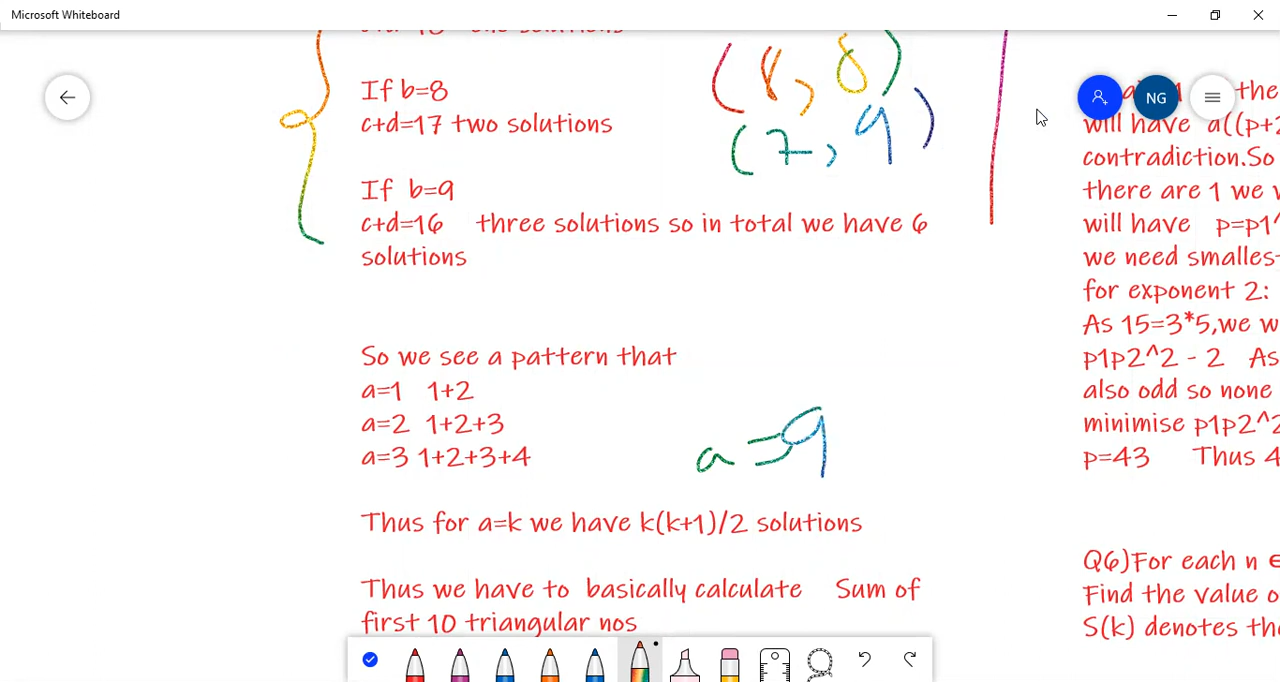 Microsoft Whiteboard
NG
If b=8
c+d=17 two solutions
(8,8)
(7,9)
If b=9
c+d=16 three solutions so in total we have 6
solutions
So we see a pattern that
a=1 1+2
a=2 1+2+3
a=3 1+2+3+4
a=9
Thus for a=k we have k(k+1)/2 solutions
Thus we have to basically calculate Sum of
first 10 triangular nos
the
will have a((p+2
contradiction.So
there are 1 we w
will have p=p1^
we need smallest
for exponent 2:
As 15=3*5,we w
p1p2^2 - 2 As
also odd so none
minimise p1p2^2
p=43 Thus 4
Q6)For each n ∈
Find the value o
S(k) denotes the